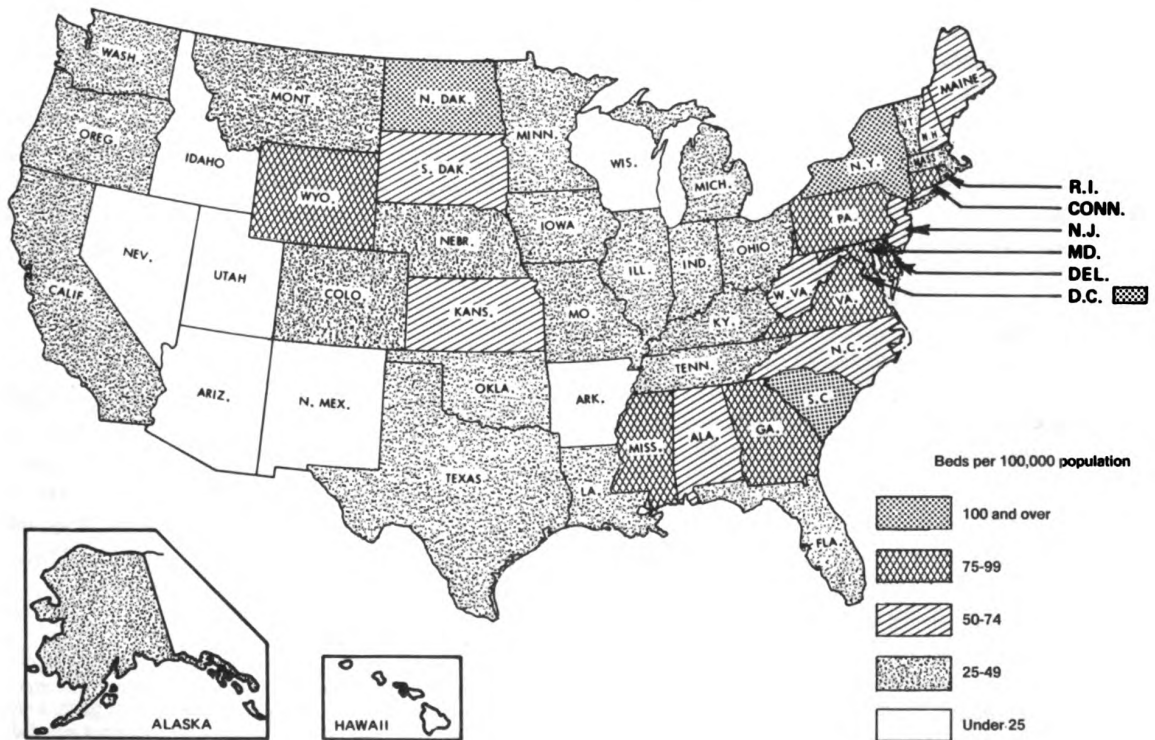 WASH.
MONT.
N. DAK.
MINN.
OREG.
IDAHO
S. DAK.
WIS.
MICH.
WYO.
N.Y.
VT.
N.H.
MAINE
MASS.
R.I.
CONN.
N.J.
MD.
DEL.
D.C.
NEV.
UTAH
NEBR.
IOWA
PA.
CALIF.
COLO.
KANS.
MO.
ILL.
IND.
OHIO
W. VA.
VA.
KY.
N.C.
TENN.
ARIZ.
N. MEX.
OKLA.
ARK.
S.C.
MISS.
ALA.
GA.
TEXAS
LA.
FLA.
ALASKA
HAWAII
Beds per 100,000 population
100 and over
75-99
50-74
25-49
Under 25